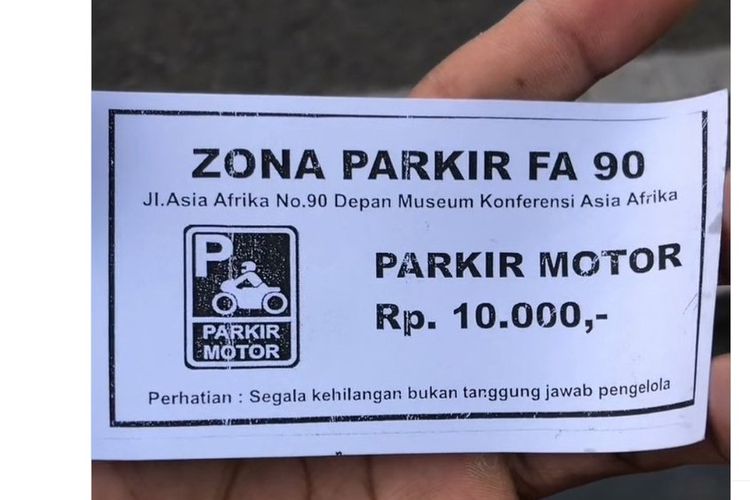 ZONA PARKIR FA 90
Jl.Asia Afrika No.90 Depan Museum Konferensi Asia Afrika
P
PARKIR
MOTOR
PARKIR MOTOR
Rp. 10.000,-
Perhatian : Segala kehilangan bukan tanggung jawab pengelola